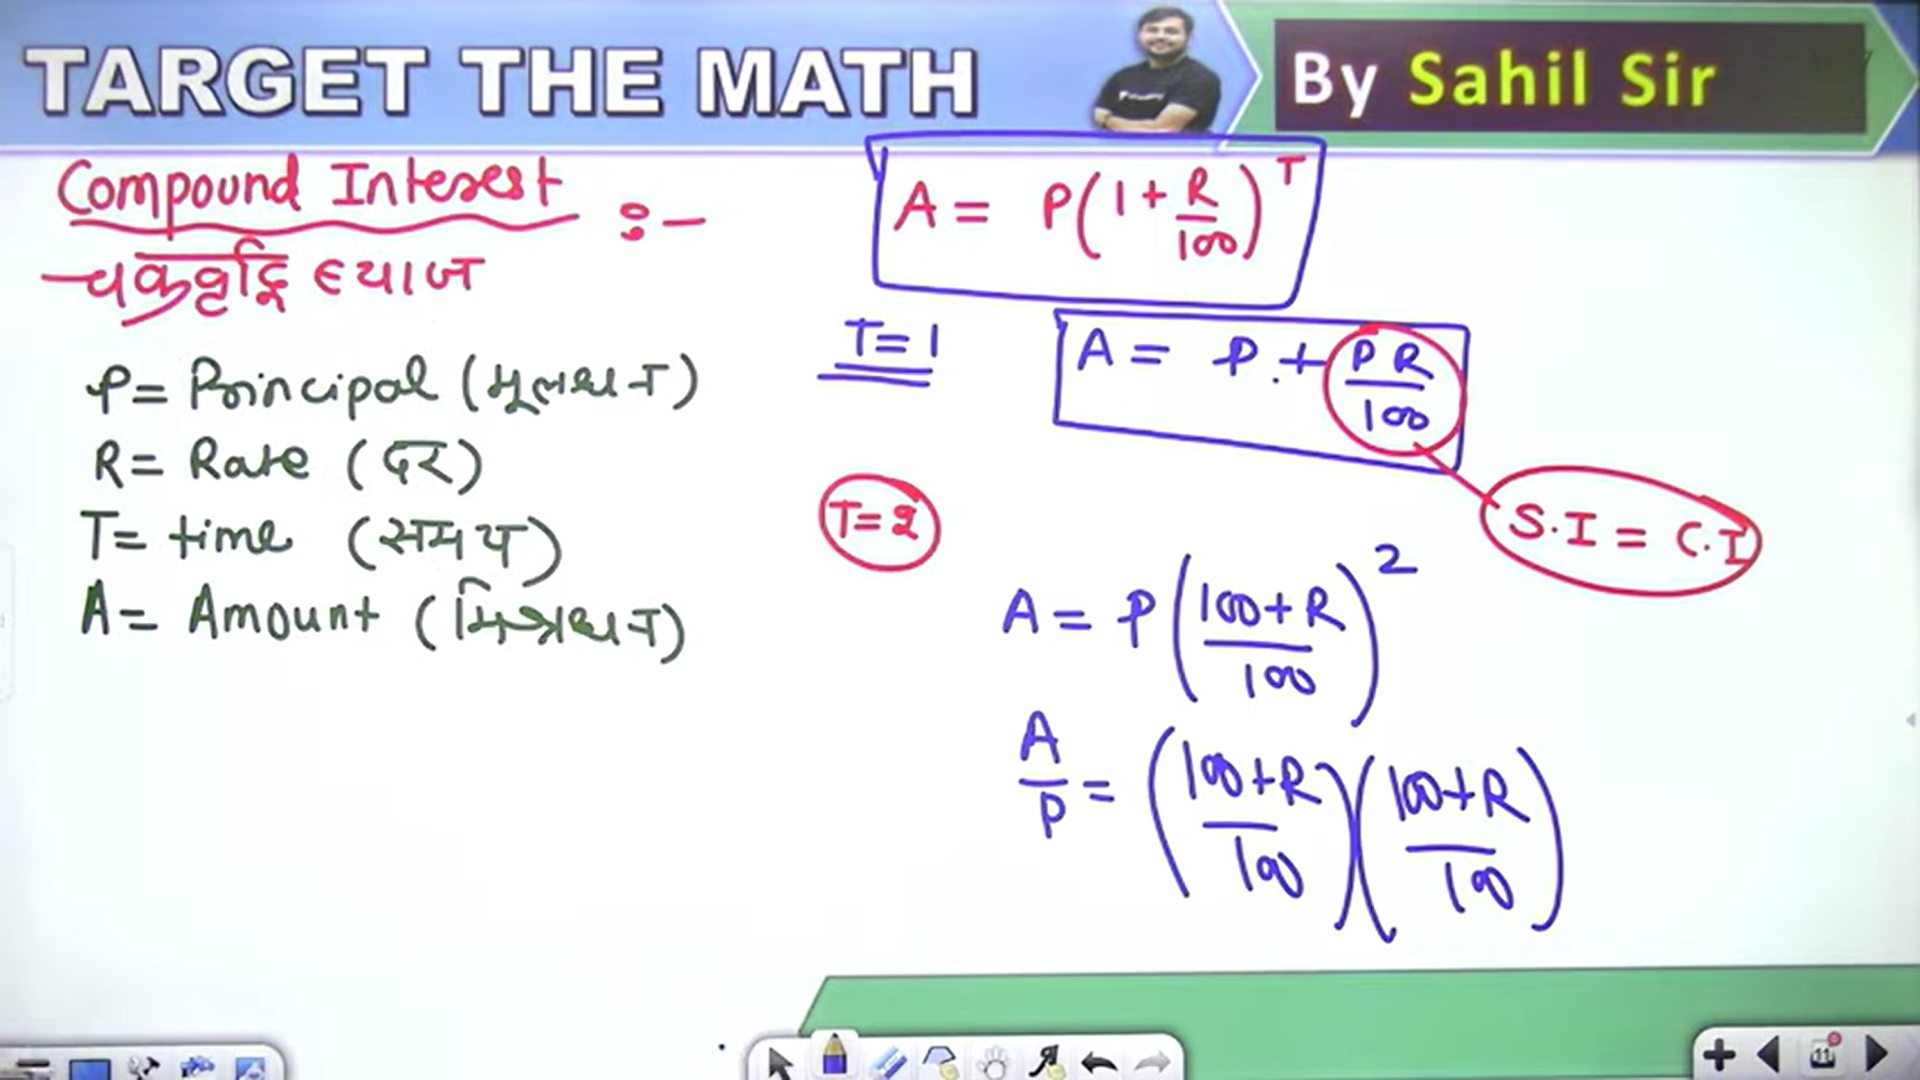 TARGET THE MATH
By Sahil Sir
Compound Interest :-
चक्रवृद्धि ब्याज
P = Principal (मूलधन)
R = Rate (दर)
T = time (समय)
A = Amount (मिश्रधन)
A = P(1 + R/100)^T
T = 1
A = P + PR/100
S.I = C.I
T = 2
A = P(100 + R/100)^2
A/P = (100 + R/100)(100 + R/100)
11